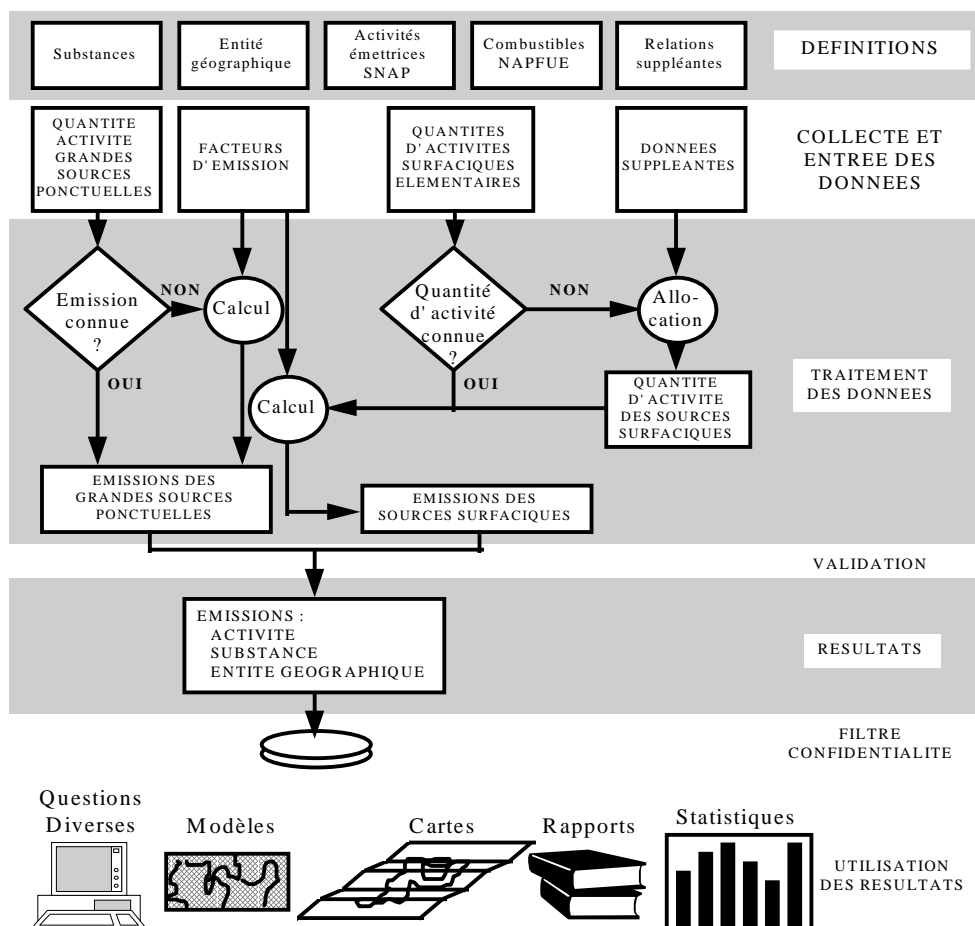 Substances
Entité
géographique
Activités
émettrices
SNAP
Combustibles
NAPFUE
Relations
suppléantes
DEFINITIONS
QUANTITE
ACTIVITE
GRANDES
SOURCES
PONCTUELLES
FACTEURS
D'EMISSION
QUANTITES
D'ACTIVITES
SURFACIQUES
ELEMENTAIRES
DONNEES
SUPPLEANTES
COLLECTE ET
ENTREE DES
DONNEES
Emission
connue
?
NON
Calcul
Quantité
d'activité
connue
?
NON
Allo-
cation
OUI
OUI
Calcul
QUANTITE
D'ACTIVITE
DES SOURCES
SURFACIQUES
TRAITEMENT
DES DONNEES
EMISSIONS DES
GRANDES SOURCES
PONCTUELLES
EMISSIONS DES
SOURCES SURFACIQUES
VALIDATION
EMISSIONS :
ACTIVITE
SUBSTANCE
ENTITE GEOGRAPHIQUE
RESULTATS
FILTRE
CONFIDENTIALITE
Questions
Diverses
Modèles
Cartes
Rapports
Statistiques
UTILISATION
DES RESULTATS